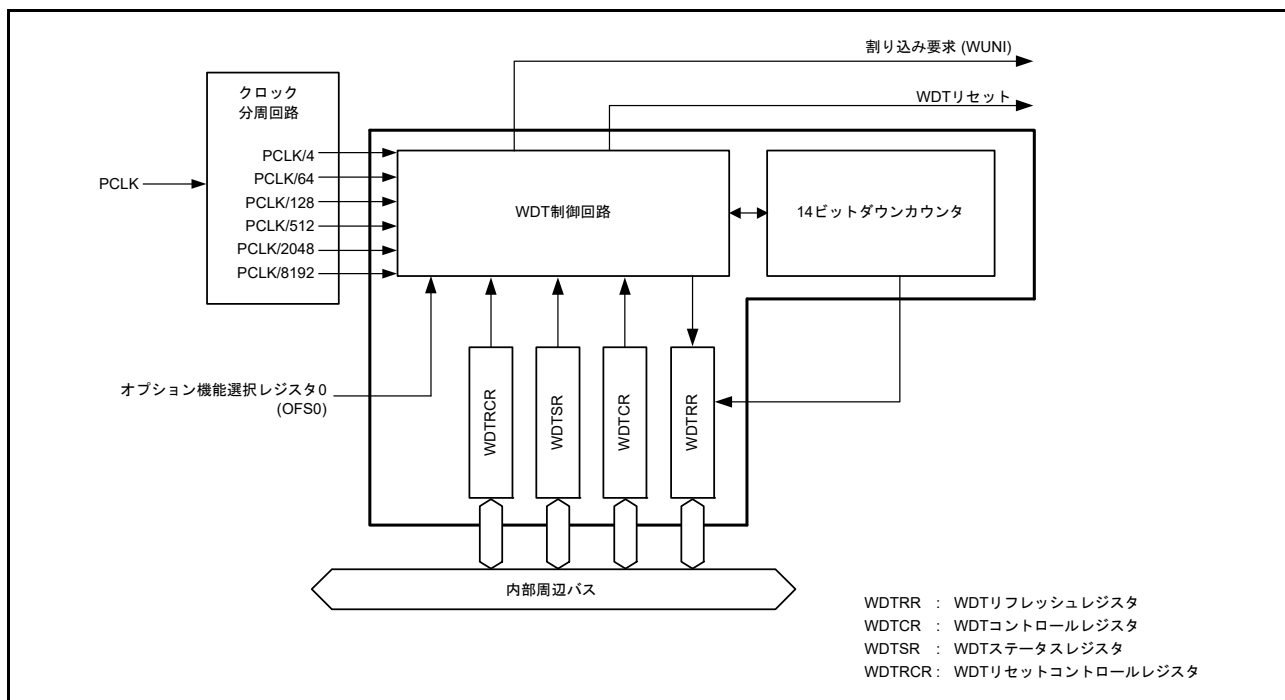 割り込み要求 (WUNI)
WDTリセット
クロック
分周回路
PCLK
PCLK/4
PCLK/64
PCLK/128
PCLK/512
PCLK/2048
PCLK/8192
WDT制御回路
14ビットダウンカウンタ
オプション機能選択レジスタ0
(OFS0)
WDTRCR
WDTSR
WDTCR
WDTRR
内部周辺バス
WDTRR : WDTリフレッシュレジスタ
WDTCR : WDTコントロールレジスタ
WDTSR : WDTステータスレジスタ
WDTRCR : WDTリセットコントロールレジスタ